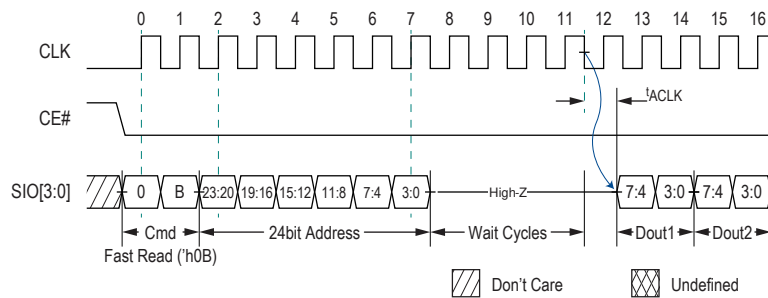 0 1 2 3 4 5 6 7 8 9 10 11 12 13 14 15 16
CLK
tACLK
CE#
SIO[3:0] 0 B 23:20 19:16 15:12 11:8 7:4 3:0 High-Z 7:4 3:0 7:4 3:0
Cmd 24bit Address Wait Cycles Dout1 Dout2
Fast Read ('h0B)
Don't Care Undefined